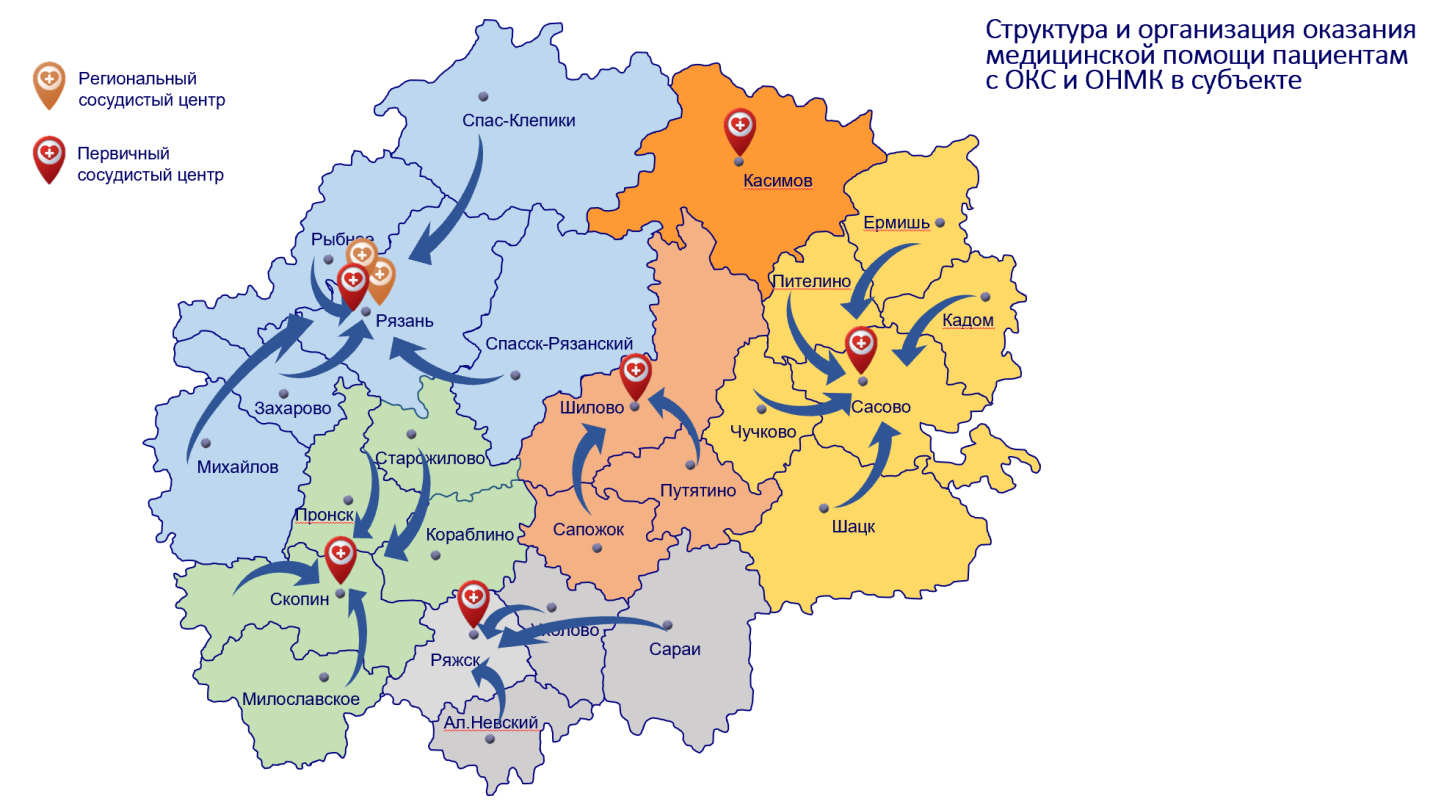 Структура и организация оказания
медицинской помощи пациентам
с ОКС и ОНМК в субъекте
Региональный
сосудистый центр
Первичный
сосудистый центр
Спас-Клепики
Касимов
Ермишь
Рыбное
Пителино
Рязань
Кадом
Спасск-Рязанский
Захарово
Шилово
Сасово
Чучково
Михайлов
Старожилово
Путятино
Пронск
Шацк
Сапожок
Кораблино
Скопин
Ухолово
Сараи
Ряжск
Милославское
Ал.Невский